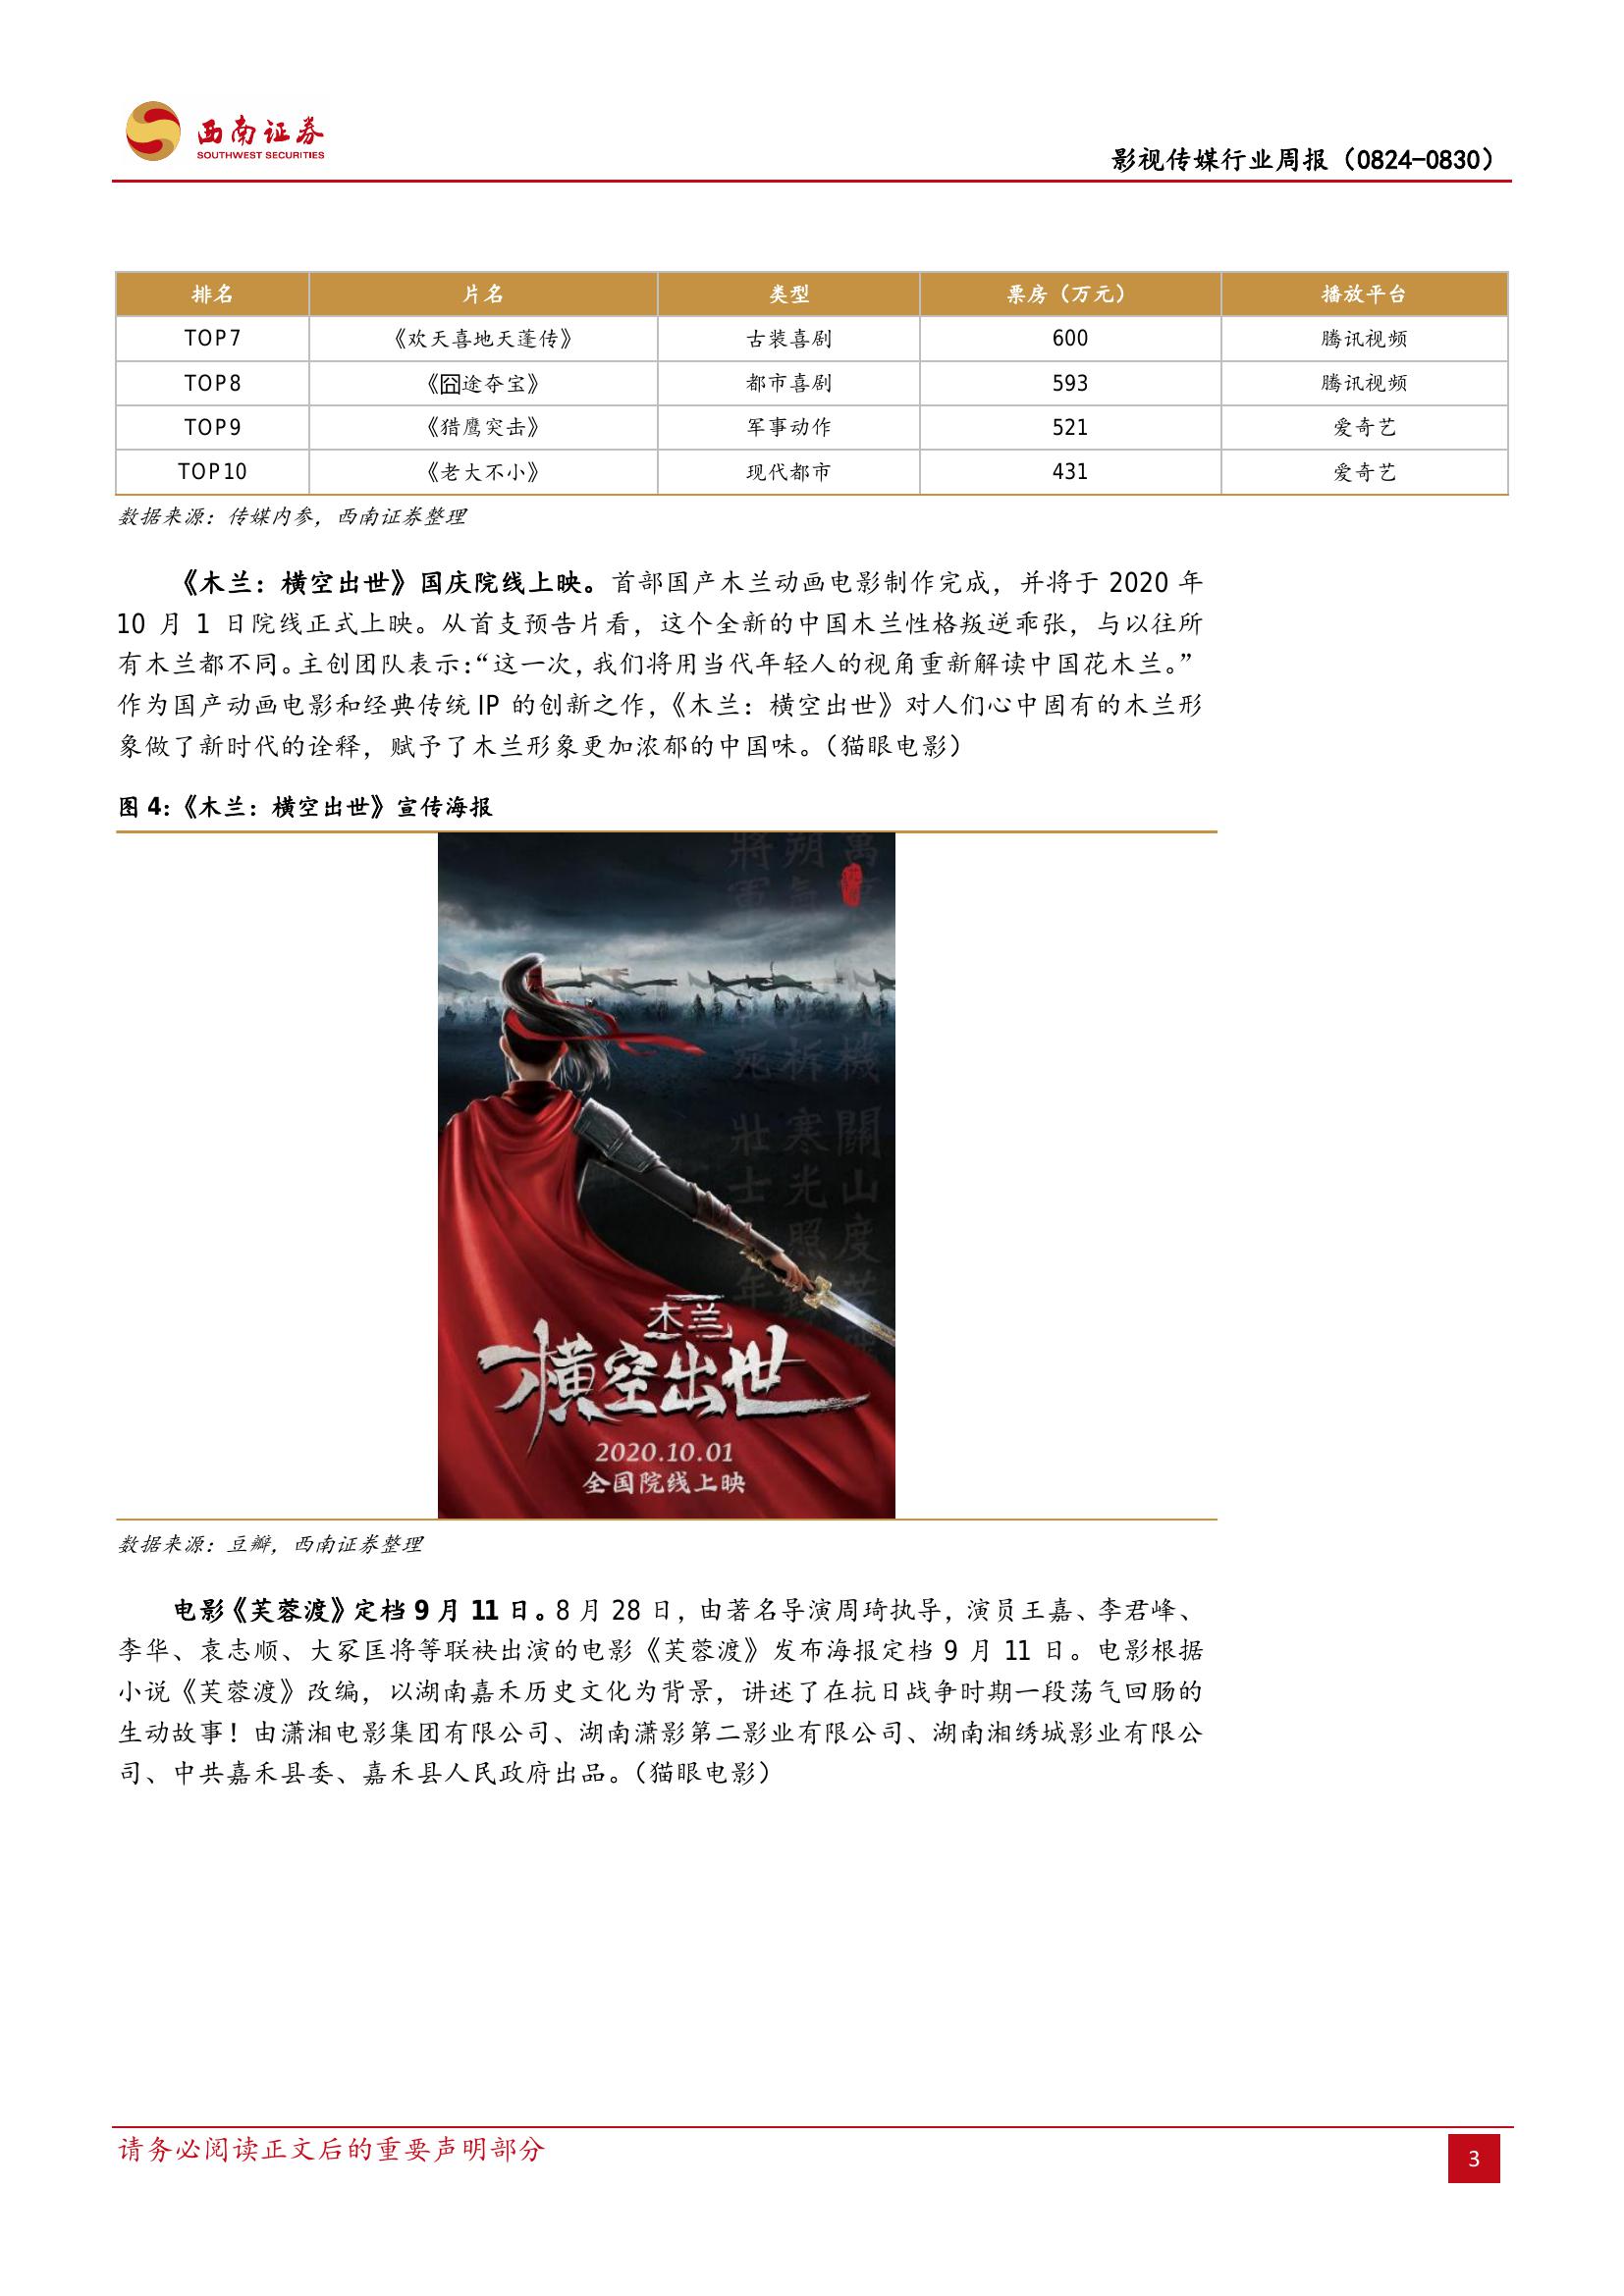 西南证券
SOUTHWEST SECURITIES
影视传媒行业周报（0824-0830）
排名 片名 类型 票房（万元） 播放平台
TOP7 《欢天喜地天蓬传》 古装喜剧 600 腾讯视频
TOP8 《囧途夺宝》 都市喜剧 593 腾讯视频
TOP9 《猎鹰突击》 军事动作 521 爱奇艺
TOP10 《老大不小》 现代都市 431 爱奇艺
数据来源：传媒内参，西南证券整理
《木兰：横空出世》国庆院线上映。首部国产木兰动画电影制作完成，并将于 2020 年
10 月 1 日院线正式上映。从首支预告片看，这个全新的中国木兰性格叛逆乖张，与以往所
有木兰都不同。主创团队表示：“这一次，我们将用当代年轻人的视角重新解读中国花木兰。”
作为国产动画电影和经典传统 IP 的创新之作，《木兰：横空出世》对人们心中固有的木兰形
象做了新时代的诠释，赋予了木兰形象更加浓郁的中国味。（猫眼电影）
图 4：《木兰：横空出世》宣传海报
木兰
横空出世
2020.10.01
全国院线上映
数据来源：豆瓣，西南证券整理
电影《芙蓉渡》定档 9 月 11 日。8 月 28 日，由著名导演周琦执导，演员王嘉、李君峰、
李华、袁志顺、大冢匡将等联袂出演的电影《芙蓉渡》发布海报定档 9 月 11 日。电影根据
小说《芙蓉渡》改编，以湖南嘉禾历史文化为背景，讲述了在抗日战争时期一段荡气回肠的
生动故事！由潇湘电影集团有限公司、湖南潇影第二影业有限公司、湖南湘绣城影业有限公
司、中共嘉禾县委、嘉禾县人民政府出品。（猫眼电影）
请务必阅读正文后的重要声明部分
3